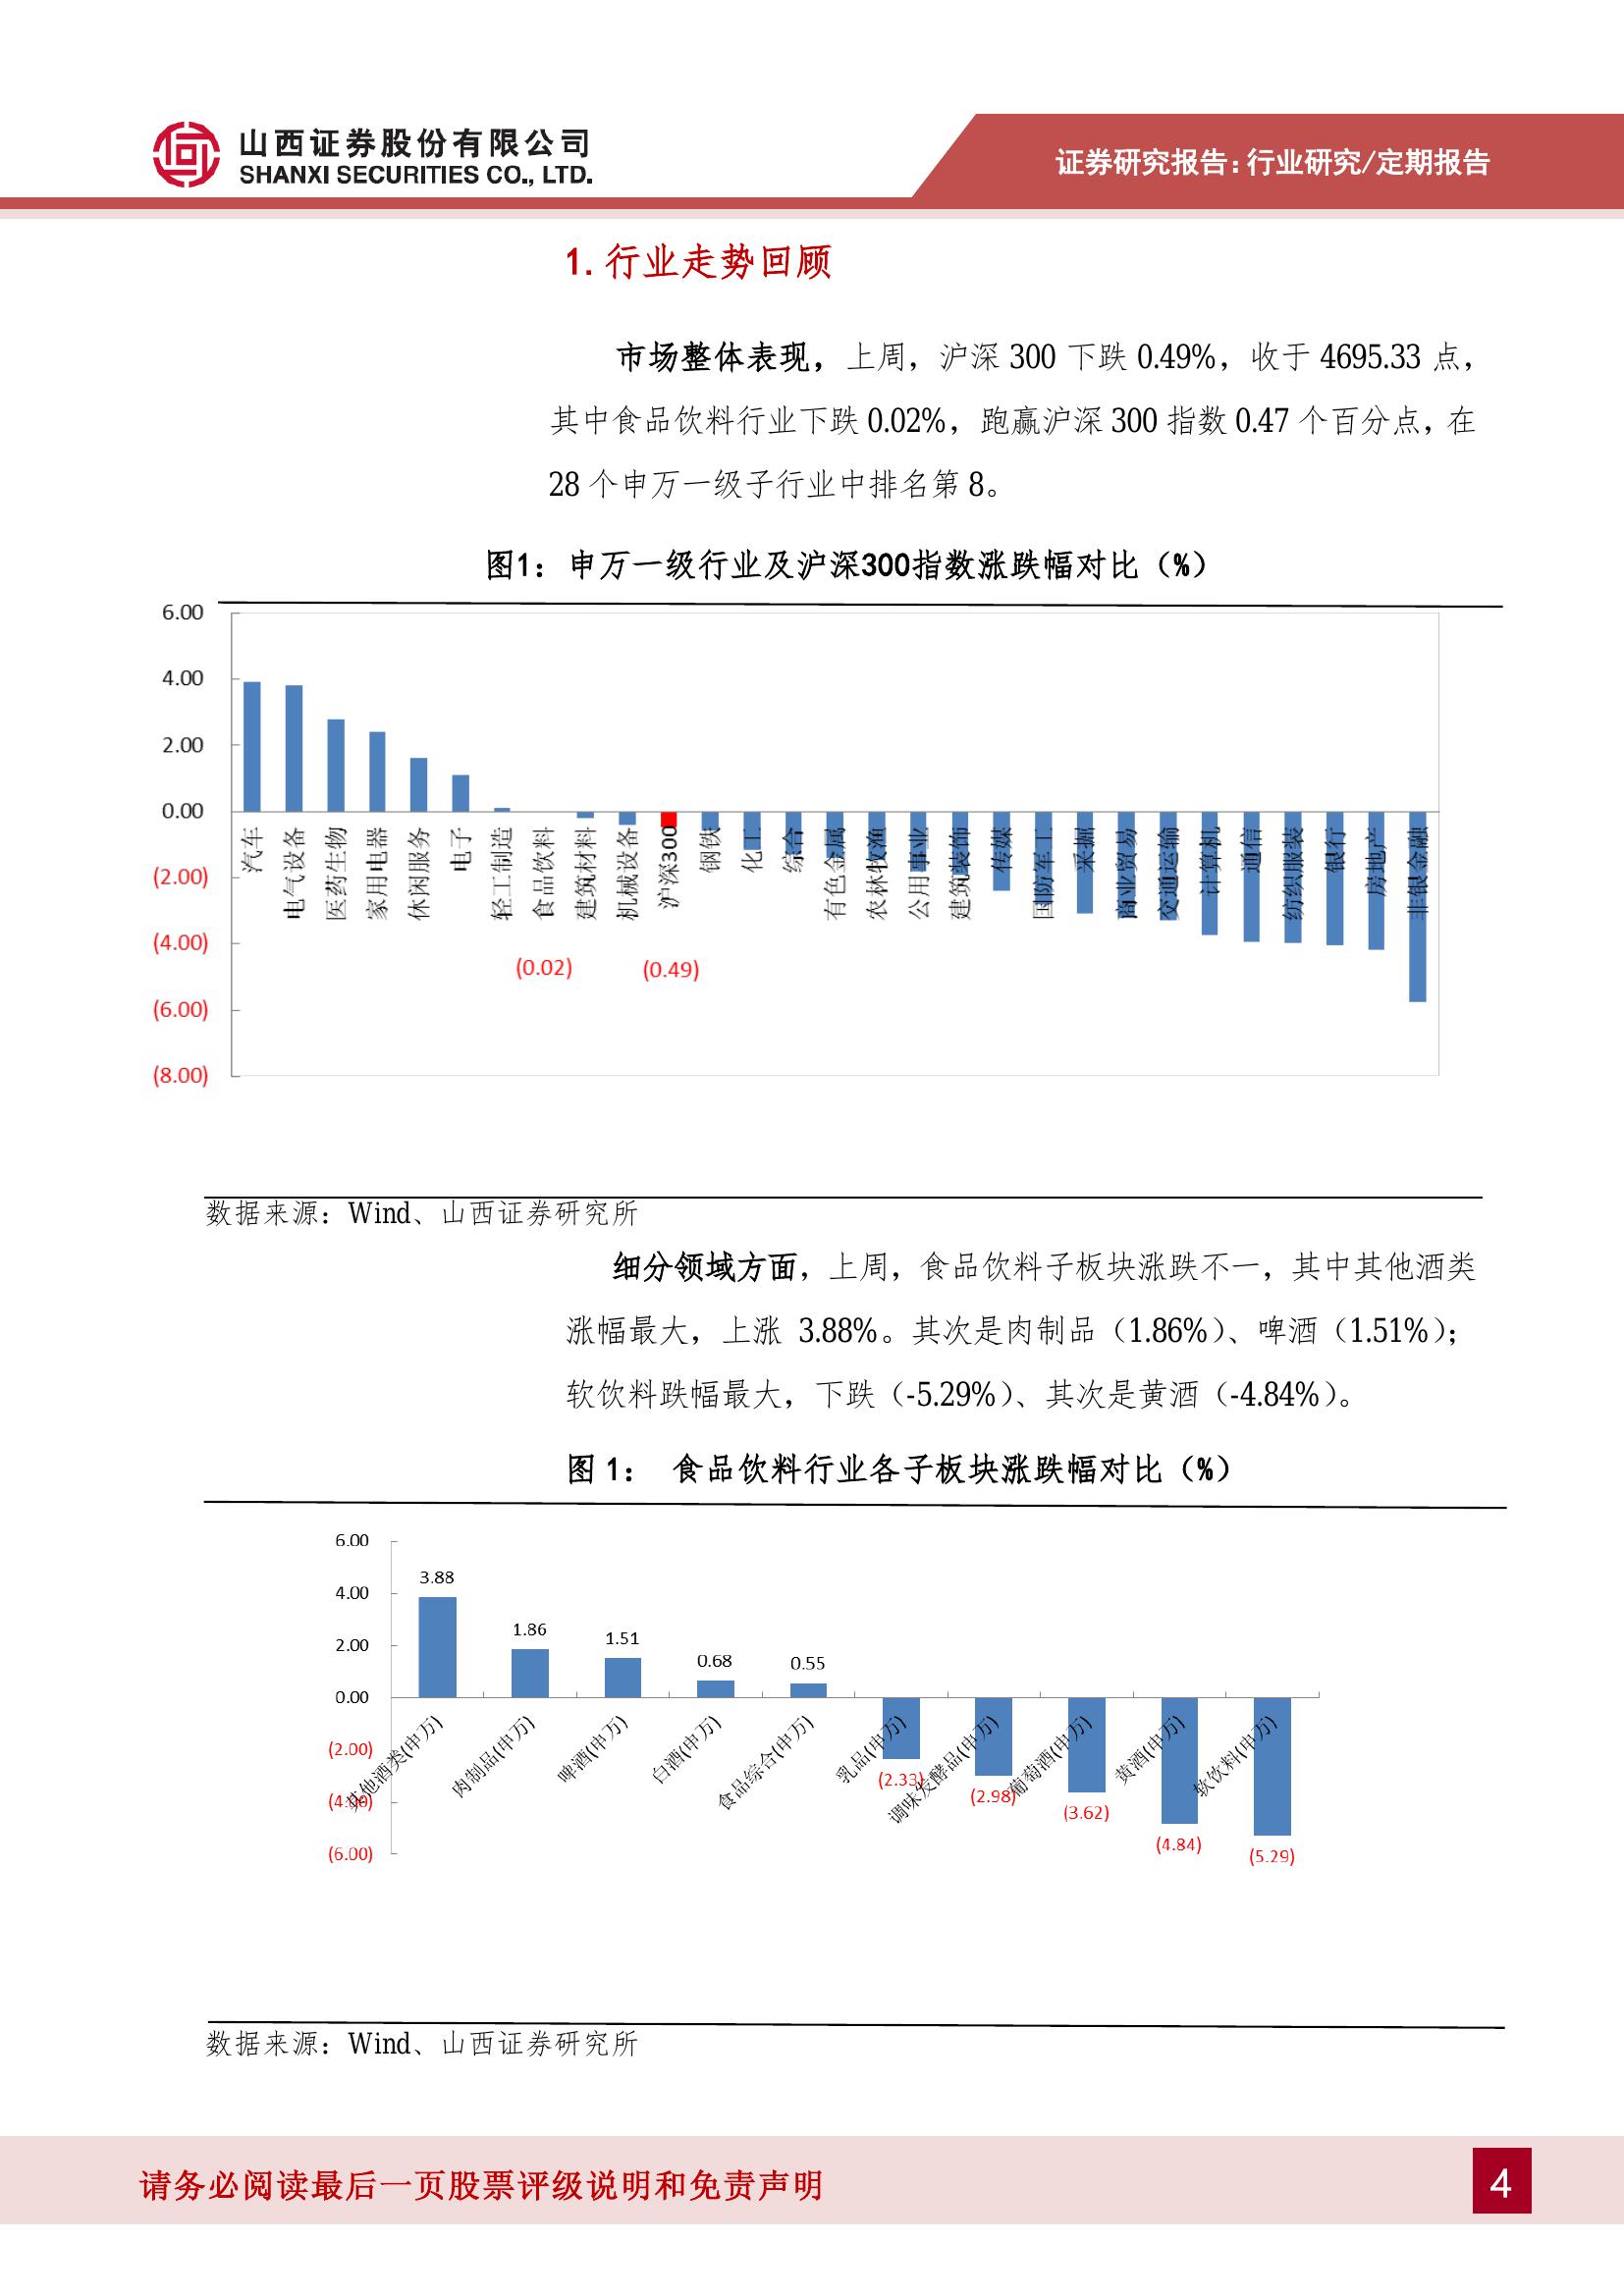 山西证券股份有限公司
SHANXI SECURITIES CO., LTD.
证券研究报告：行业研究/定期报告
1.行业走势回顾
市场整体表现，上周，沪深 300 下跌 0.49%，收于 4695.33 点，
其中食品饮料行业下跌 0.02%，跑赢沪深 300 指数 0.47 个百分点，在
28 个申万一级子行业中排名第 8。
图1：申万一级行业及沪深300指数涨跌幅对比（%）
6.00
4.00
2.00
0.00
(2.00)
(4.00)
(6.00)
(8.00)
汽车
电气设备
医药生物
家用电器
休闲服务
电子
轻工制造
食品饮料
建筑材料
机械设备
沪深300
钢铁
化工
综合
有色金属
农林牧渔
公用事业
建筑装饰
传媒
国防军工
采掘
商业贸易
交通运输
计算机
通信
纺织服装
银行
房地产
非银金融
(0.02)
(0.49)
数据来源：Wind、山西证券研究所
细分领域方面，上周，食品饮料子板块涨跌不一，其中其他酒类
涨幅最大，上涨 3.88%。其次是肉制品（1.86%）、啤酒（1.51%）；
软饮料跌幅最大，下跌（-5.29%）、其次是黄酒（-4.84%）。
图 1： 食品饮料行业各子板块涨跌幅对比（%）
6.00
4.00
2.00
0.00
(2.00)
(4.00)
(6.00)
3.88
1.86
1.51
0.68
0.55
(2.33)
(2.98)
(3.62)
(4.84)
(5.29)
其他酒类(申万)
肉制品(申万)
啤酒(申万)
白酒(申万)
食品综合(申万)
乳品(申万)
调味发酵品(申万)
葡萄酒(申万)
黄酒(申万)
软饮料(申万)
数据来源：Wind、山西证券研究所
请务必阅读最后一页股票评级说明和免责声明
4